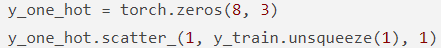 y_one_hot = torch.zeros(8, 3)
y_one_hot.scatter_(1, y_train.unsqueeze(1), 1)